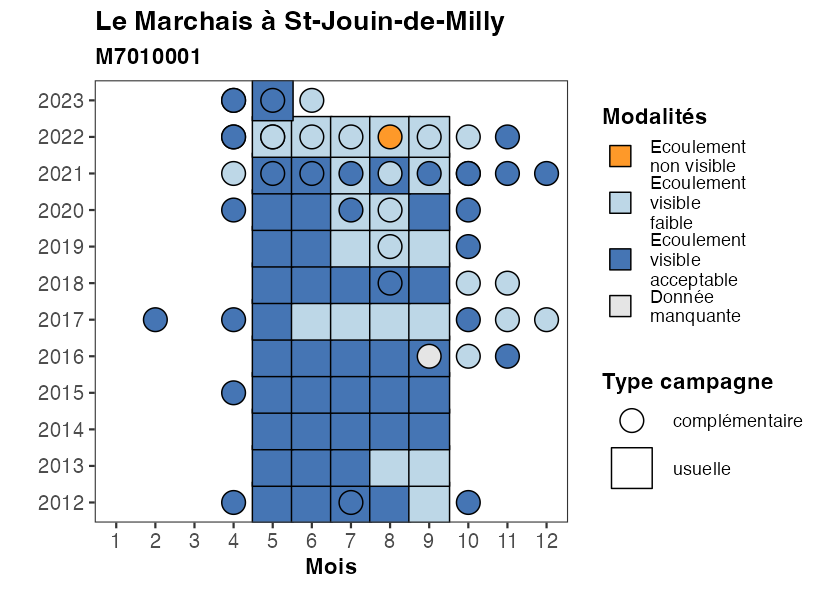 Le Marchais à St-Jouin-de-Milly
M7010001
2023
2022
2021
2020
2019
2018
2017
2016
2015
2014
2013
2012
1 2 3 4 5 6 7 8 9 10 11 12
Mois
Modalités
Ecoulement
non visible
Ecoulement
visible
faible
Ecoulement
visible
acceptable
Donnée
manquante
Type campagne
complémentaire
usuelle